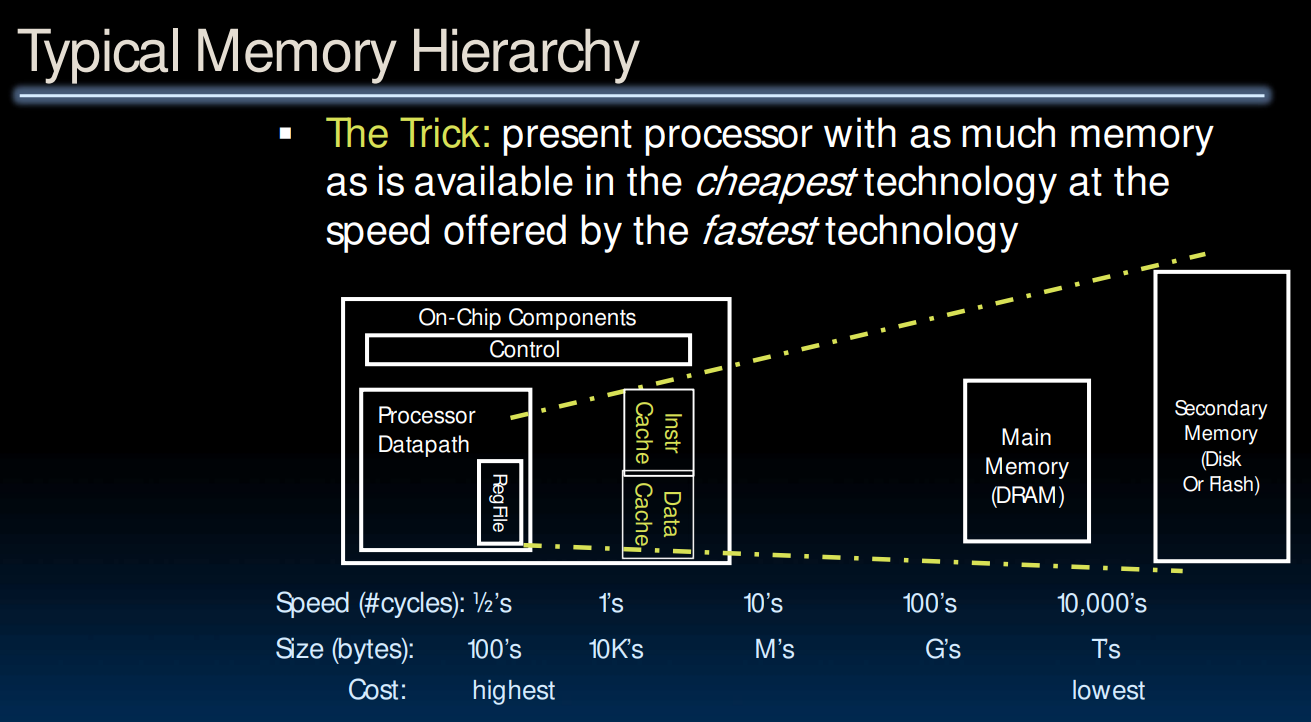 Typical Memory Hierarchy
▪ The Trick: present processor with as much memory
as is available in the cheapest technology at the
speed offered by the fastest technology
On-Chip Components
Control
Processor
Datapath
RegFile
Instr
Cache
Data
Cache
Main
Memory
(DRAM)
Secondary
Memory
(Disk
Or Flash)
Speed (#cycles): ½’s 1’s 10’s 100’s 10,000’s
Size (bytes): 100’s 10K’s M’s G’s T’s
Cost: highest lowest